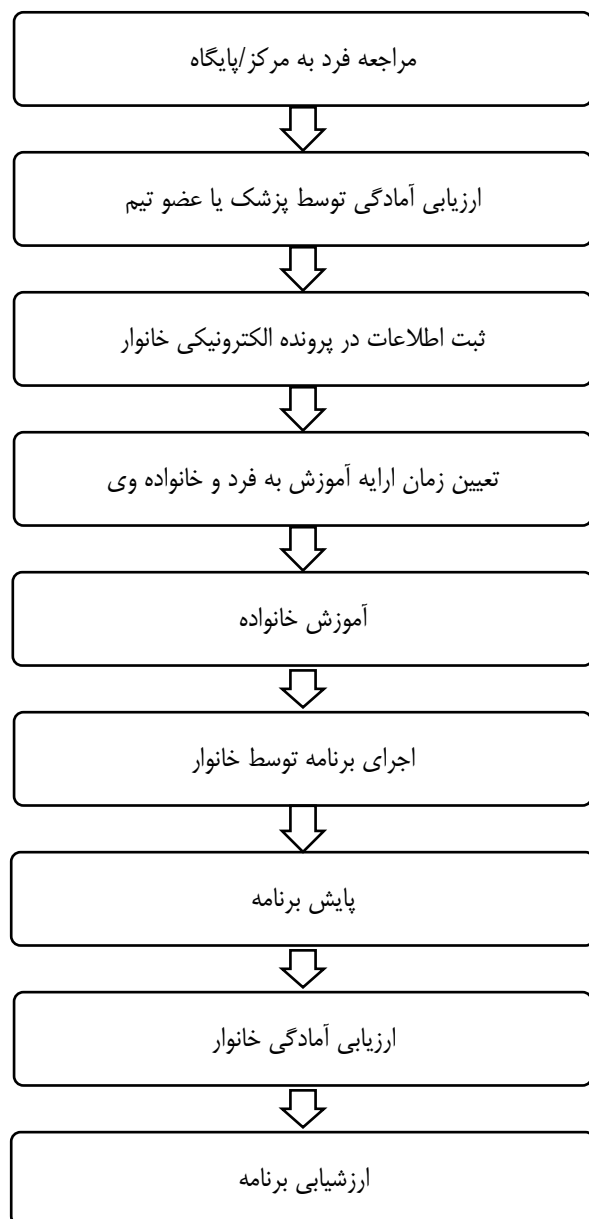 مراجعه فرد به مرکز/پایگاه
ارزیابی آمادگی توسط پزشک یا عضو تیم
ثبت اطلاعات در پرونده الکترونیکی خانوار
تعیین زمان ارایه آموزش به فرد و خانواده وی
آموزش خانواده
اجرای برنامه توسط خانوار
پایش برنامه
ارزیابی آمادگی خانوار
ارزشیابی برنامه